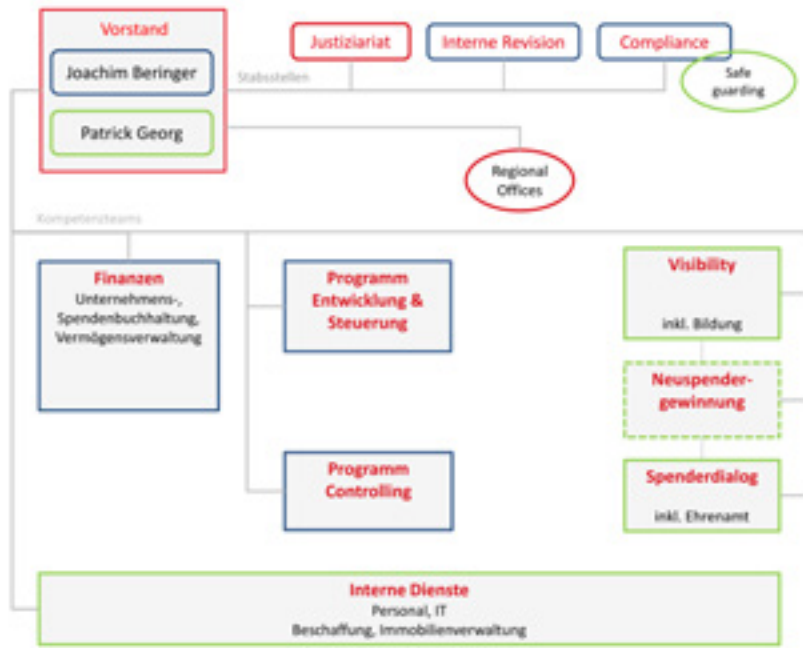 Vorstand
Joachim Beringer
Patrick Georg
Justiziariat
Interne Revision
Compliance
Safe
guarding
Stabsstellen
Regional
Offices
Kompetenzteams
Finanzen
Unternehmens-,
Spendenbuchhaltung,
Vermögensverwaltung
Programm
Entwicklung &
Steuerung
Programm
Controlling
Visibility
inkl. Bildung
Neuspender-
gewinnung
Spenderdialog
inkl. Ehrenamt
Interne Dienste
Personal, IT
Beschaffung, Immobilienverwaltung